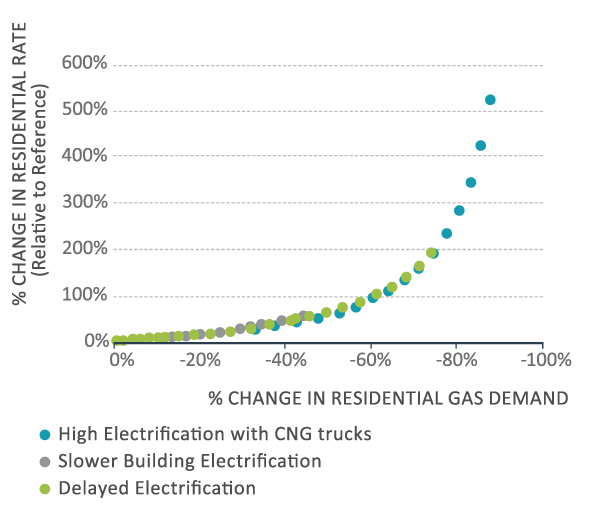 % CHANGE IN RESIDENTIAL RATE
(Relative to Reference)
600%
500%
400%
300%
200%
100%
0%
0% -20% -40% -60% -80% -100%
% CHANGE IN RESIDENTIAL GAS DEMAND
High Electrification with CNG trucks
Slower Building Electrification
Delayed Electrification